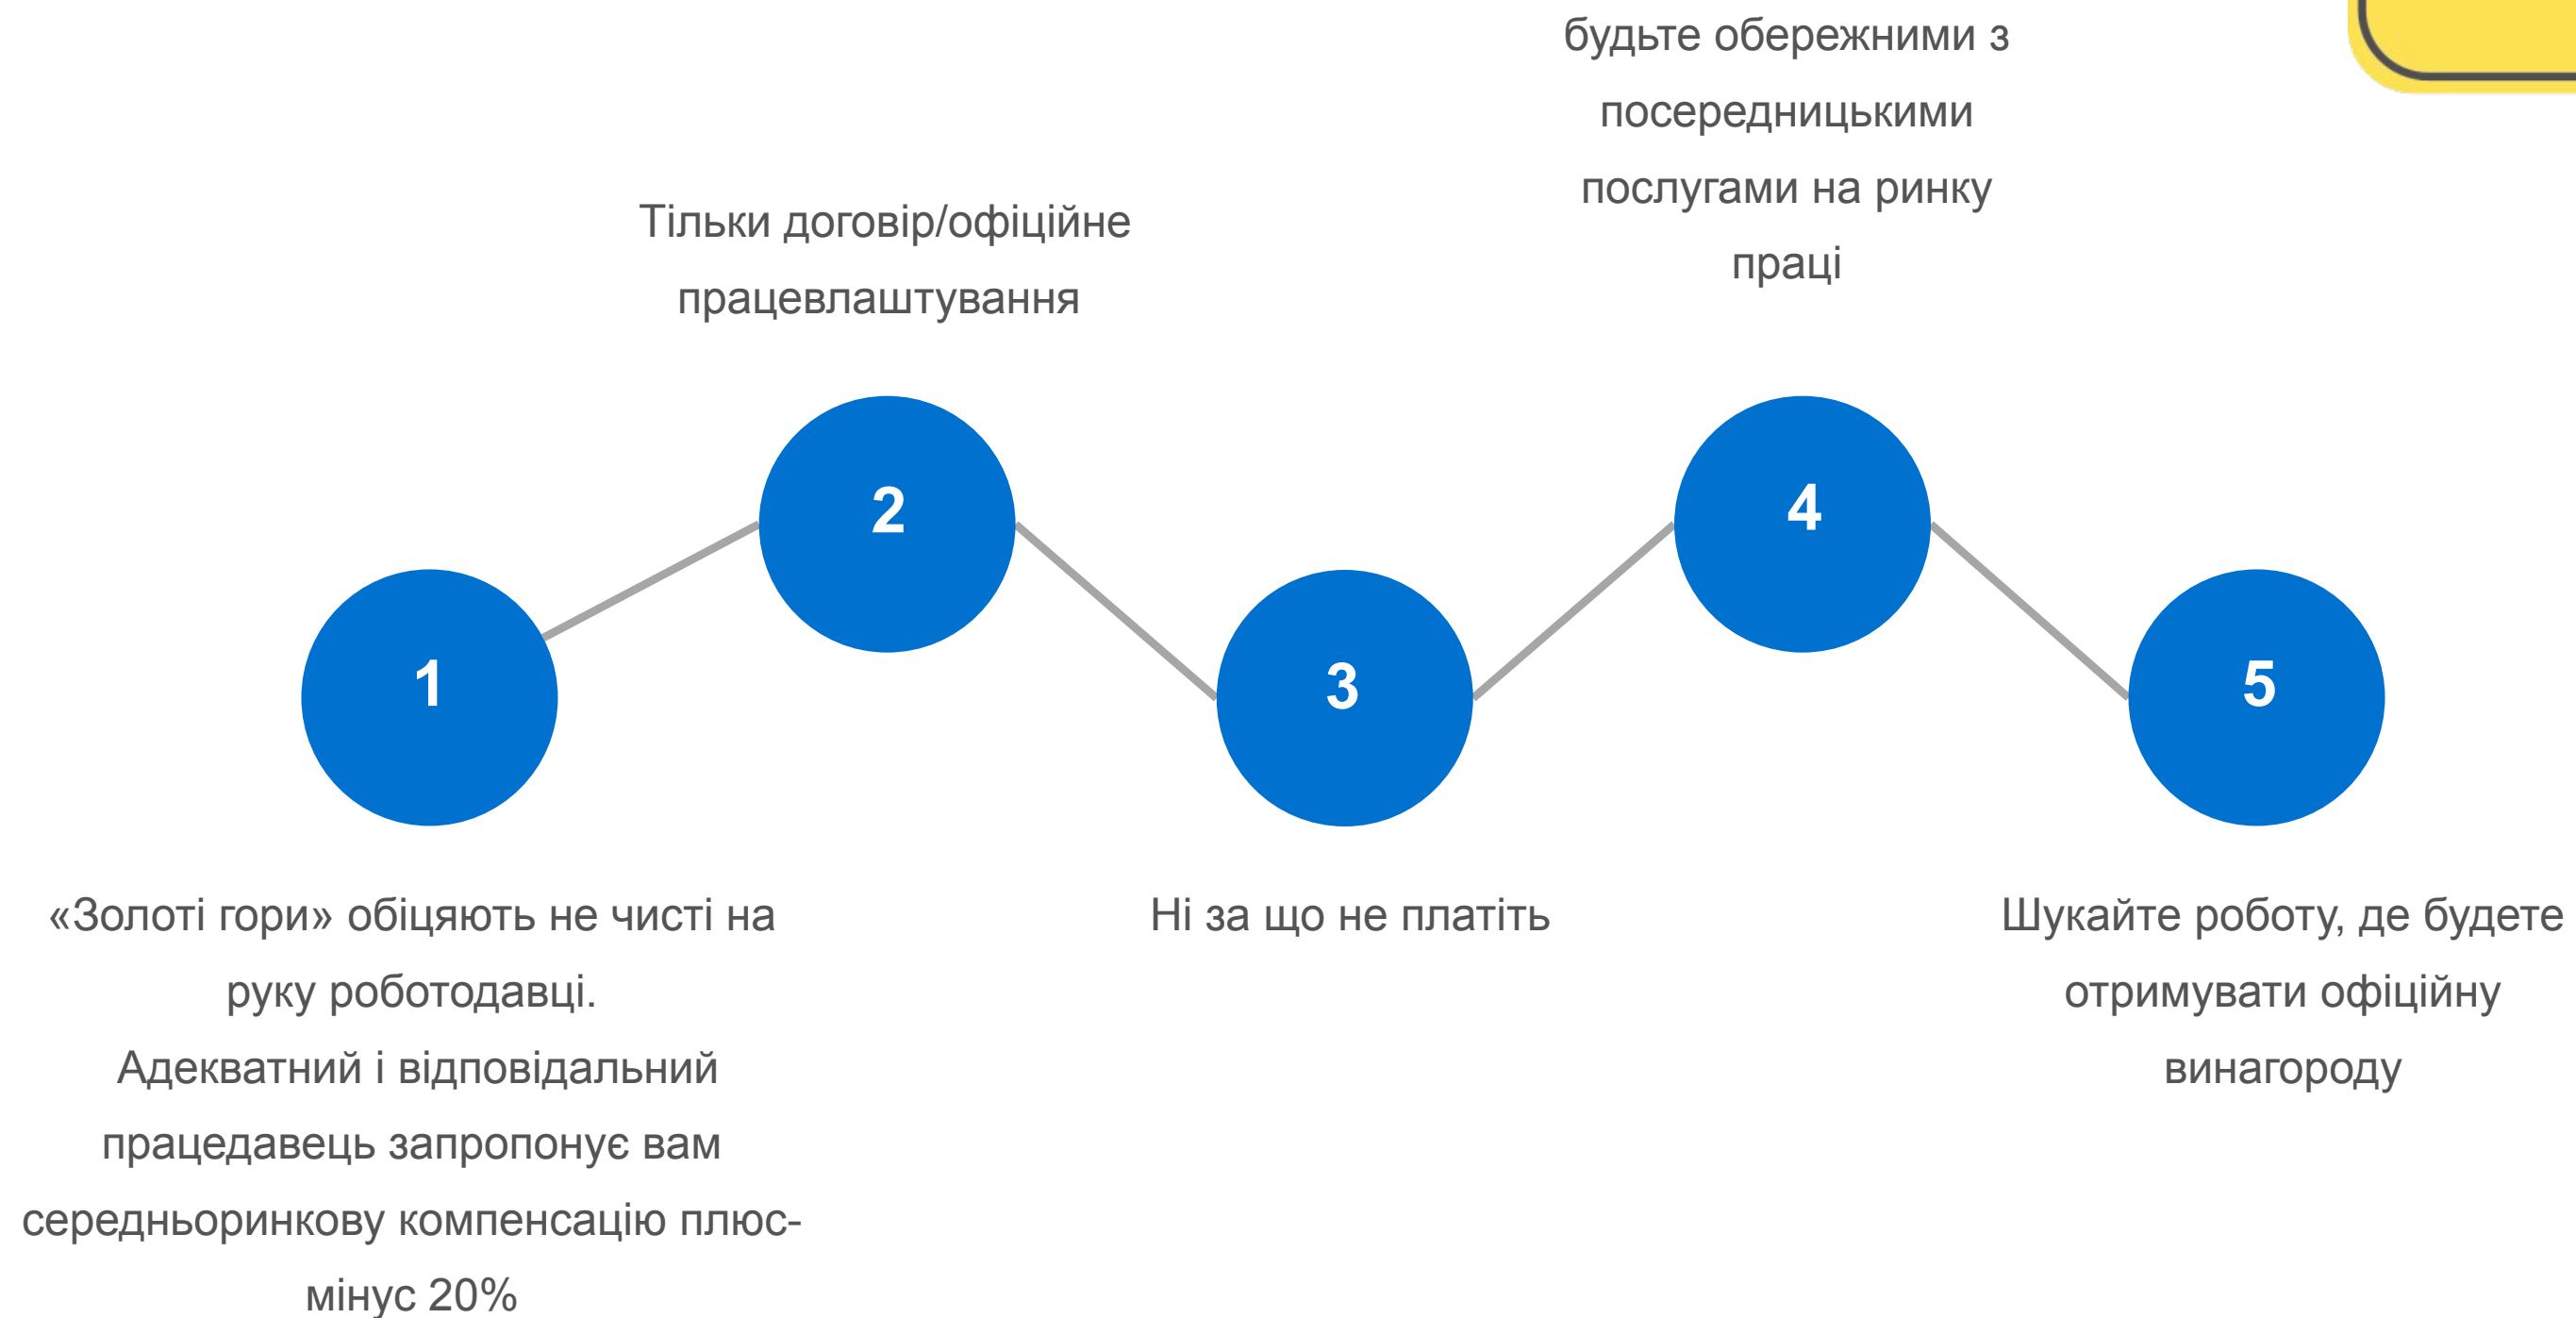 будьте обережними з
посередницькими
послугами на ринку
праці
Тільки договір/офіційне
працевлаштування
2
4
1
3
5
«Золоті гори» обіцяють не чисті на
руку роботодавці.
Адекватний і відповідальний
працедавець запропонує вам
середньоринкову компенсацію плюс-
мінус 20%
Ні за що не платіть
Шукайте роботу, де будете
отримувати офіційну
винагороду